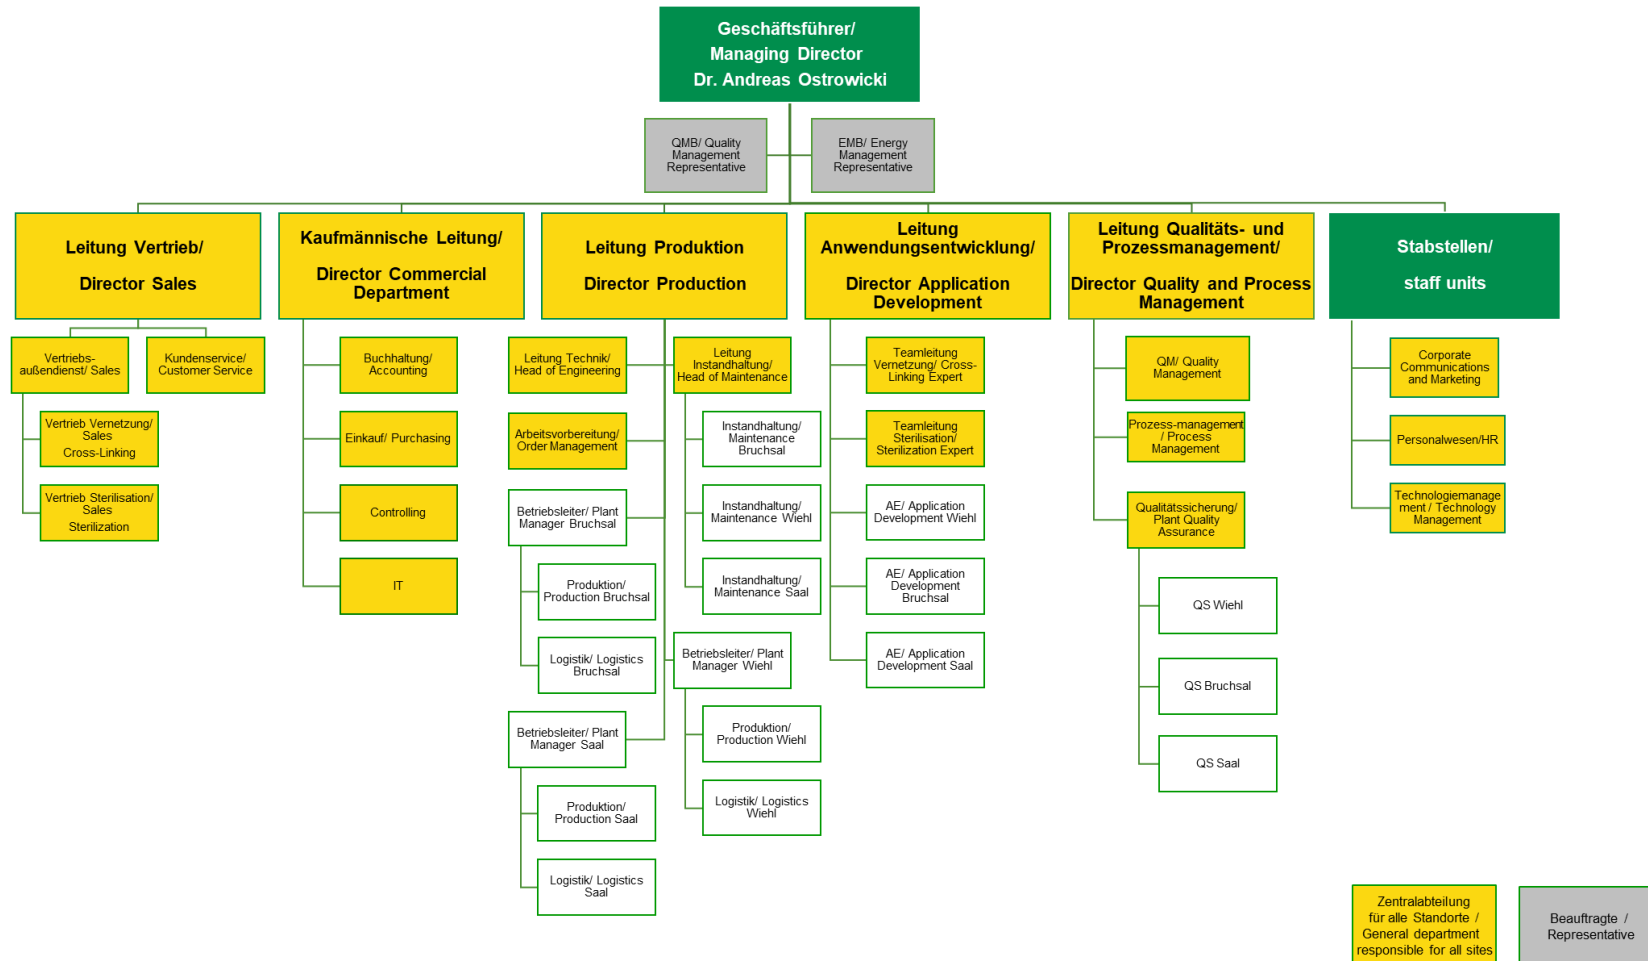 Geschäftsführer/
Managing Director
Dr. Andreas Ostrowicki
QMB/ Quality
Management
Representative
EMB/ Energy
Management
Representative
Leitung Vertrieb/
Director Sales
Kaufmännische Leitung/
Director Commercial
Department
Leitung Produktion
Director Production
Leitung
Anwendungsentwicklung/
Director Application
Development
Leitung Qualitäts- und
Prozessmanagement/
Director Quality and Process
Management
Stabstellen/
staff units
Vertriebs-
außendienst/ Sales
Kundenservice/
Customer Service
Vertrieb Vernetzung/
Sales
Cross-Linking
Vertrieb Sterilisation/
Sales
Sterilization
Buchhaltung/
Accounting
Einkauf/ Purchasing
Controlling
IT
Leitung Technik/
Head of Engineering
Arbeitsvorbereitung/
Order Management
Betriebsleiter/ Plant
Manager Bruchsal
Produktion/
Production Bruchsal
Logistik/ Logistics
Bruchsal
Betriebsleiter/ Plant
Manager Saal
Produktion/
Production Saal
Logistik/ Logistics
Saal
Leitung
Instandhaltung/
Head of Maintenance
Instandhaltung/
Maintenance
Bruchsal
Instandhaltung/
Maintenance Wiehl
Instandhaltung/
Maintenance Saal
Betriebsleiter/ Plant
Manager Wiehl
Produktion/
Production Wiehl
Logistik/ Logistics
Wiehl
Teamleitung
Vernetzung/ Cross-
Linking Expert
Teamleitung
Sterilisation/
Sterilization Expert
AE/ Application
Development Wiehl
AE/ Application
Development
Bruchsal
AE/ Application
Development Saal
QM/ Quality
Management
Prozess-management
/ Process
Management
Qualitätssicherung/
Plant Quality
Assurance
QS Wiehl
QS Bruchsal
QS Saal
Corporate
Communications
and Marketing
Personalwesen/HR
Technologiemanage
ment / Technology
Management
Zentralabteilung
für alle Standorte /
General department
responsible for all sites
Beauftragte /
Representative